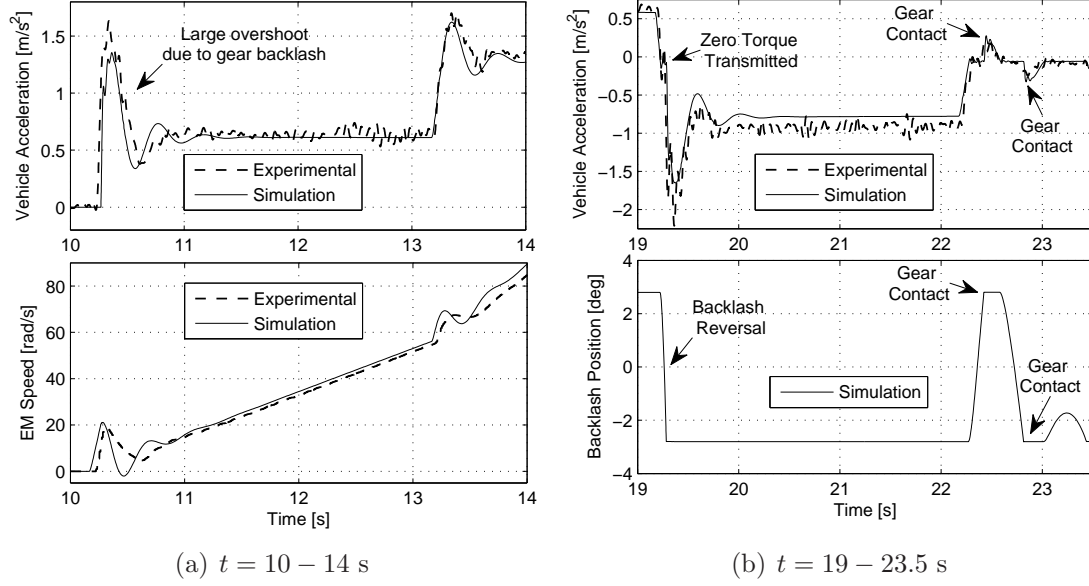 Vehicle Acceleration [m/s²]
1.5
1
0.5
0
Large overshoot
due to gear backlash
Experimental
Simulation
10
11
12
13
14
EM Speed [rad/s]
80
60
40
20
0
Experimental
Simulation
10
11
12
13
14
Time [s]
(a) t = 10 − 14 s
Vehicle Acceleration [m/s²]
0.5
0
−0.5
−1
−1.5
−2
Zero Torque
Transmitted
Gear
Contact
Gear
Contact
Experimental
Simulation
19
20
21
22
23
Backlash Position [deg]
4
2
0
−2
−4
Backlash
Reversal
Gear
Contact
Gear
Contact
Simulation
19
20
21
22
23
Time [s]
(b) t = 19 − 23.5 s